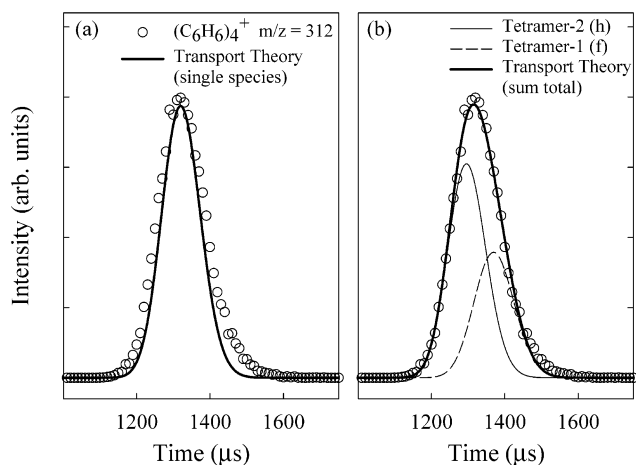 (a)
(C6H6)4+ m/z = 312
Transport Theory
(single species)
(b)
Tetramer-2 (h)
Tetramer-1 (f)
Transport Theory
(sum total)
Intensity (arb. units)
1200 1400 1600
1200 1400 1600
Time (μs)
Time (μs)